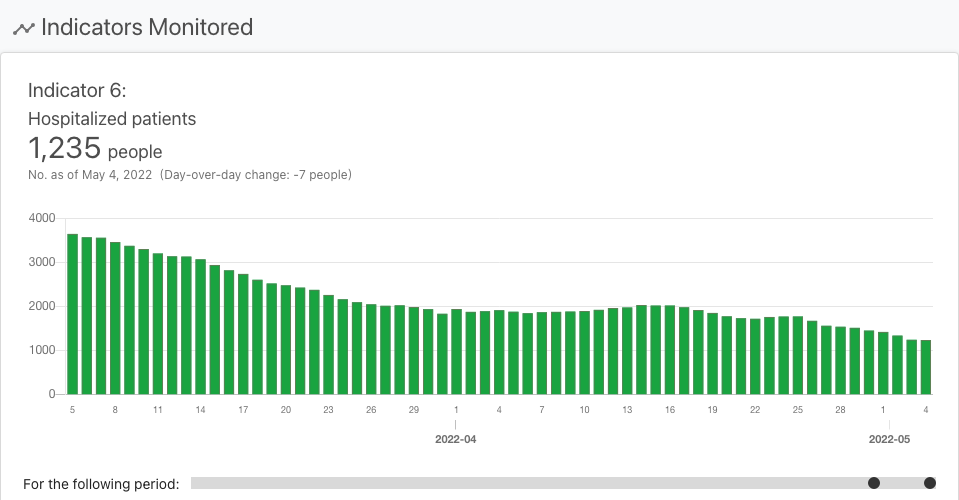 Indicators Monitored
Indicator 6:
Hospitalized patients
1,235 people
No. as of May 4, 2022 (Day-over-day change: -7 people)
4000
3000
2000
1000
0
5 8 11 14 17 20 23 26 29 1 4 7 10 13 16 19 22 25 28 1 4
2022-04 2022-05
For the following period: